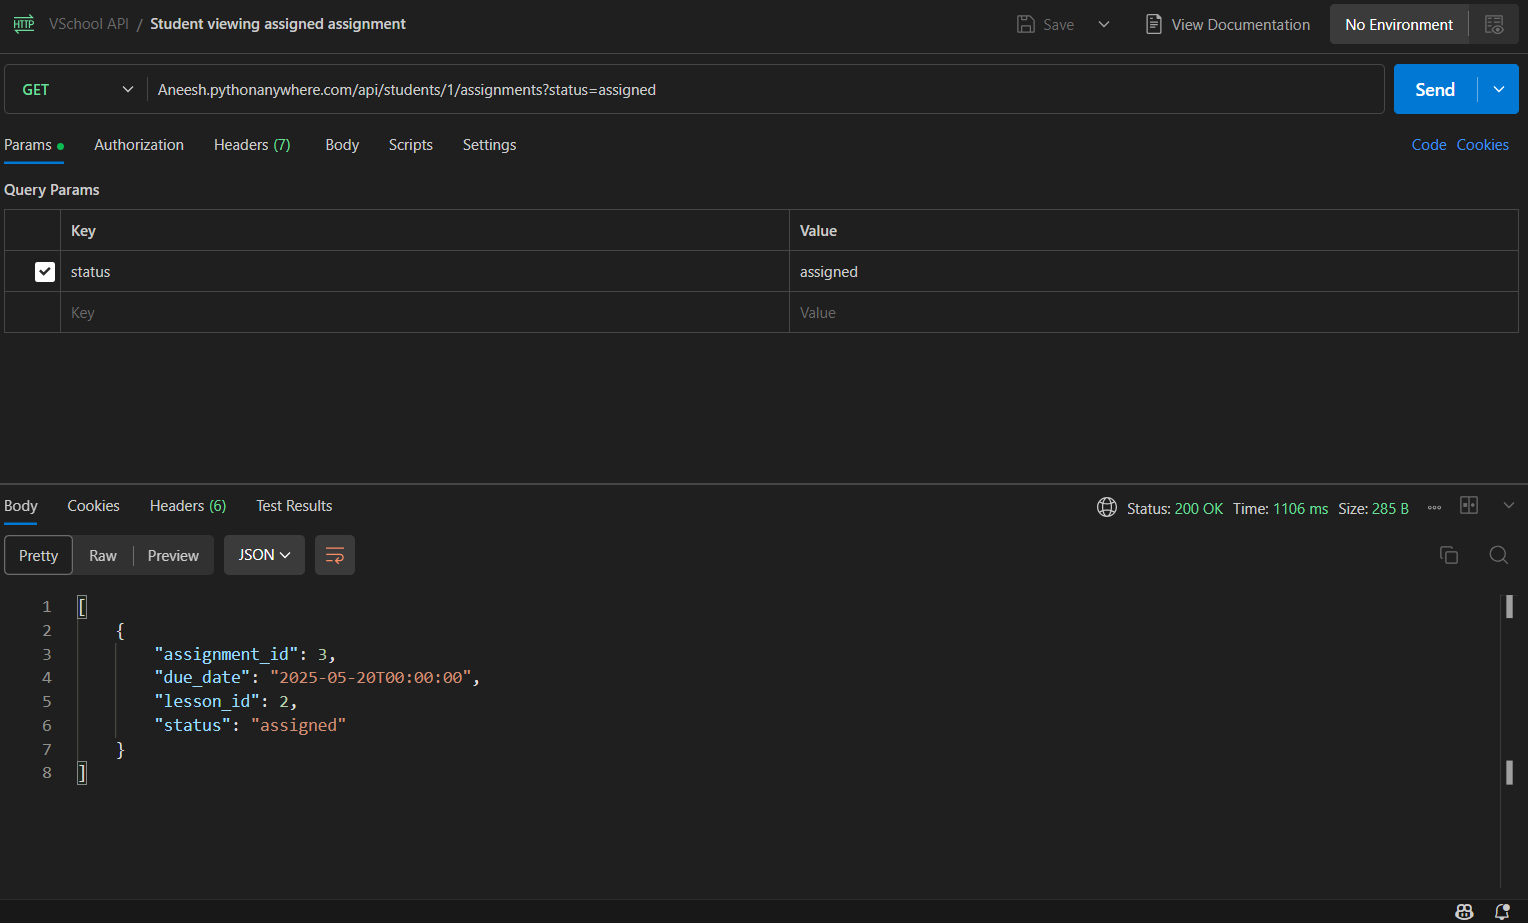 HTTP VSchool API / Student viewing assigned assignment Save View Documentation No Environment
GET Aneesh.pythonanywhere.com/api/students/1/assignments?status=assigned Send
Params Authorization Headers (7) Body Scripts Settings Code Cookies
Query Params
Key Value
status assigned
Key Value
Body Cookies Headers (6) Test Results Status: 200 OK Time: 1106 ms Size: 285 B
Pretty Raw Preview JSON
1 [
2 {
3 "assignment_id": 3,
4 "due_date": "2025-05-20T00:00:00",
5 "lesson_id": 2,
6 "status": "assigned"
7 }
8 ]